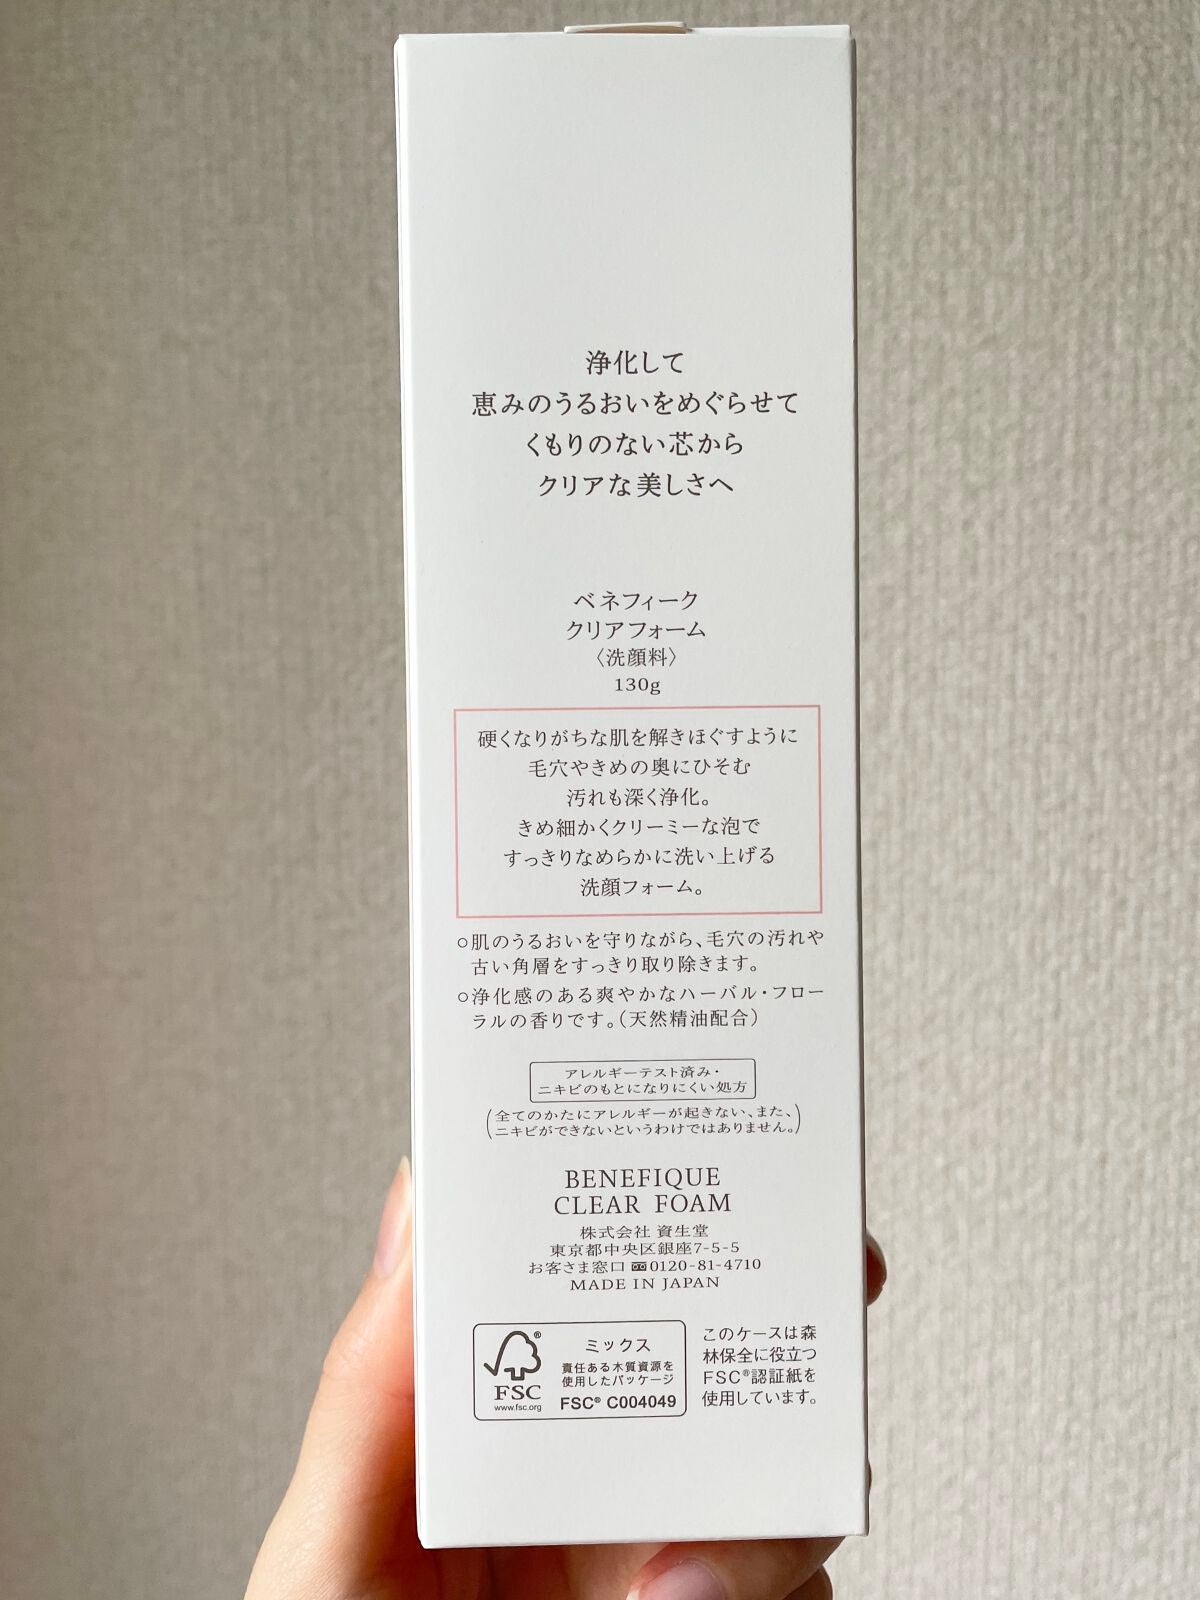 浄化して
恵みのうるおいをめぐらせて
くもりのない芯から
クリアな美しさへ
ベネフィーク
クリアフォーム
〈洗顔料〉
130g
硬くなりがちな肌を解きほぐすように
毛穴やきめの奥にひそむ
汚れも深く浄化。
きめ細かくクリーミーな泡で
すっきりなめらかに洗い上げる
洗顔フォーム。
○肌のうるおいを守りながら、毛穴の汚れや
古い角層をすっきり取り除きます。
○浄化感のある爽やかなハーバル・フロー
ラルの香りです。(天然精油配合)
アレルギーテスト済み・
ニキビのもとになりにくい処方
(全てのかたにアレルギーが起きない、また、
ニキビができないというわけではありません。)
BENEFIQUE
CLEAR FOAM
株式会社 資生堂
東京都中央区銀座7-5-5
お客さま窓口 0120-81-4710
MADE IN JAPAN
ミックス
責任ある木質資源を
使用したパッケージ
FSC® C004049
®
FSC
www.fsc.org
このケースは森
林保全に役立つ
FSC®認証紙を
使用しています。